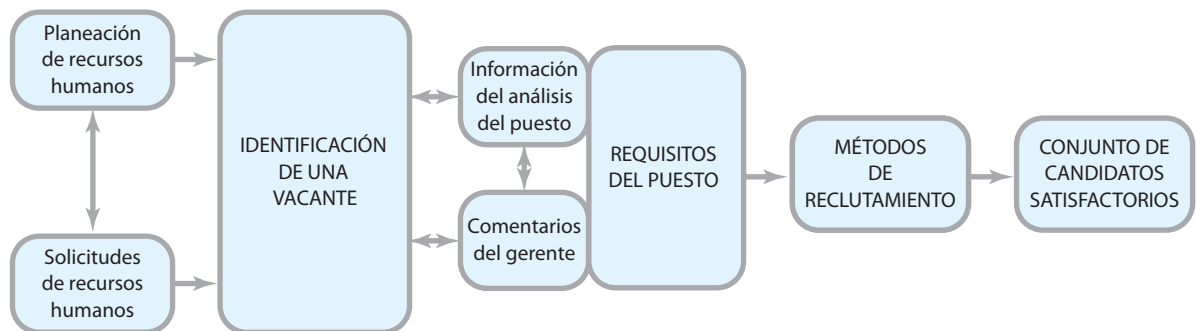 Planeación
de recursos
humanos
Solicitudes
de recursos
humanos
IDENTIFICACIÓN
DE UNA
VACANTE
Información
del análisis
del puesto
Comentarios
del gerente
REQUISITOS
DEL PUESTO
MÉTODOS
DE
RECLUTAMIENTO
CONJUNTO DE
CANDIDATOS
SATISFACTORIOS